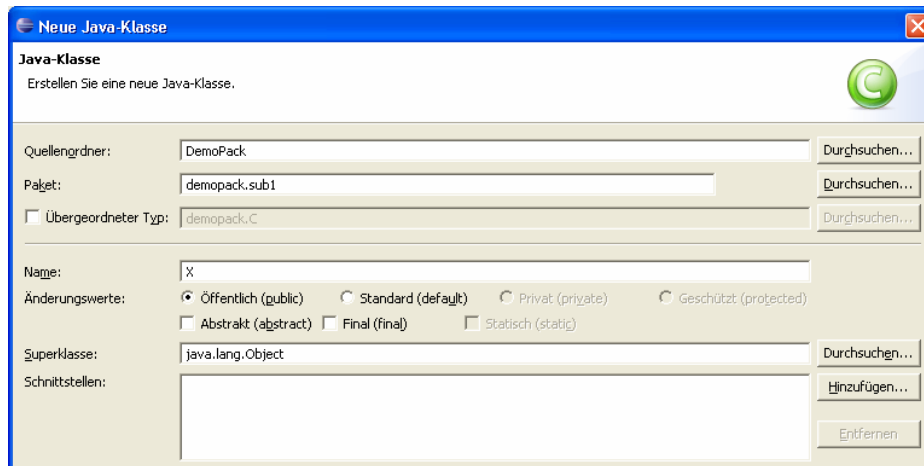 Neue Java-Klasse
Java-Klasse
Erstellen Sie eine neue Java-Klasse.
C
Quellenordner: DemoPack Durchsuchen...
Paket: demopack.sub1 Durchsuchen...
Übergeordneter Typ: demopack.C Durchsuchen...
Name: X
Änderungswerte: Öffentlich (public) Standard (default) Privat (private) Geschützt (protected)
Abstrakt (abstract) Final (final) Statisch (static)
Superklasse: java.lang.Object Durchsuchen...
Schnittstellen: Hinzufügen...
Entfernen